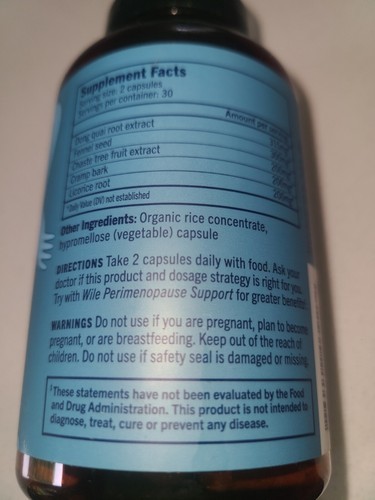 Supplement Facts
Serving size: 2 capsules
Servings per container: 30
Amount per
Dong quai root extract
Fennel seed
Chaste tree fruit extract
Cramp bark
Licorice root
*Daily Value (DV) not established
Other Ingredients: Organic rice concentrate,
hypromellose (vegetable) capsule
DIRECTIONS Take 2 capsules daily with food. Ask your
doctor if this product and dosage strategy is right for you.
Try with Wile Perimenopause Support for greater benefits.
WARNINGS Do not use if you are pregnant, plan to become
pregnant, or are breastfeeding. Keep out of the reach of
children. Do not use if safety seal is damaged or missing.
‡These statements have not been evaluated by the Food
and Drug Administration. This product is not intended to
diagnose, treat, cure or prevent any disease.